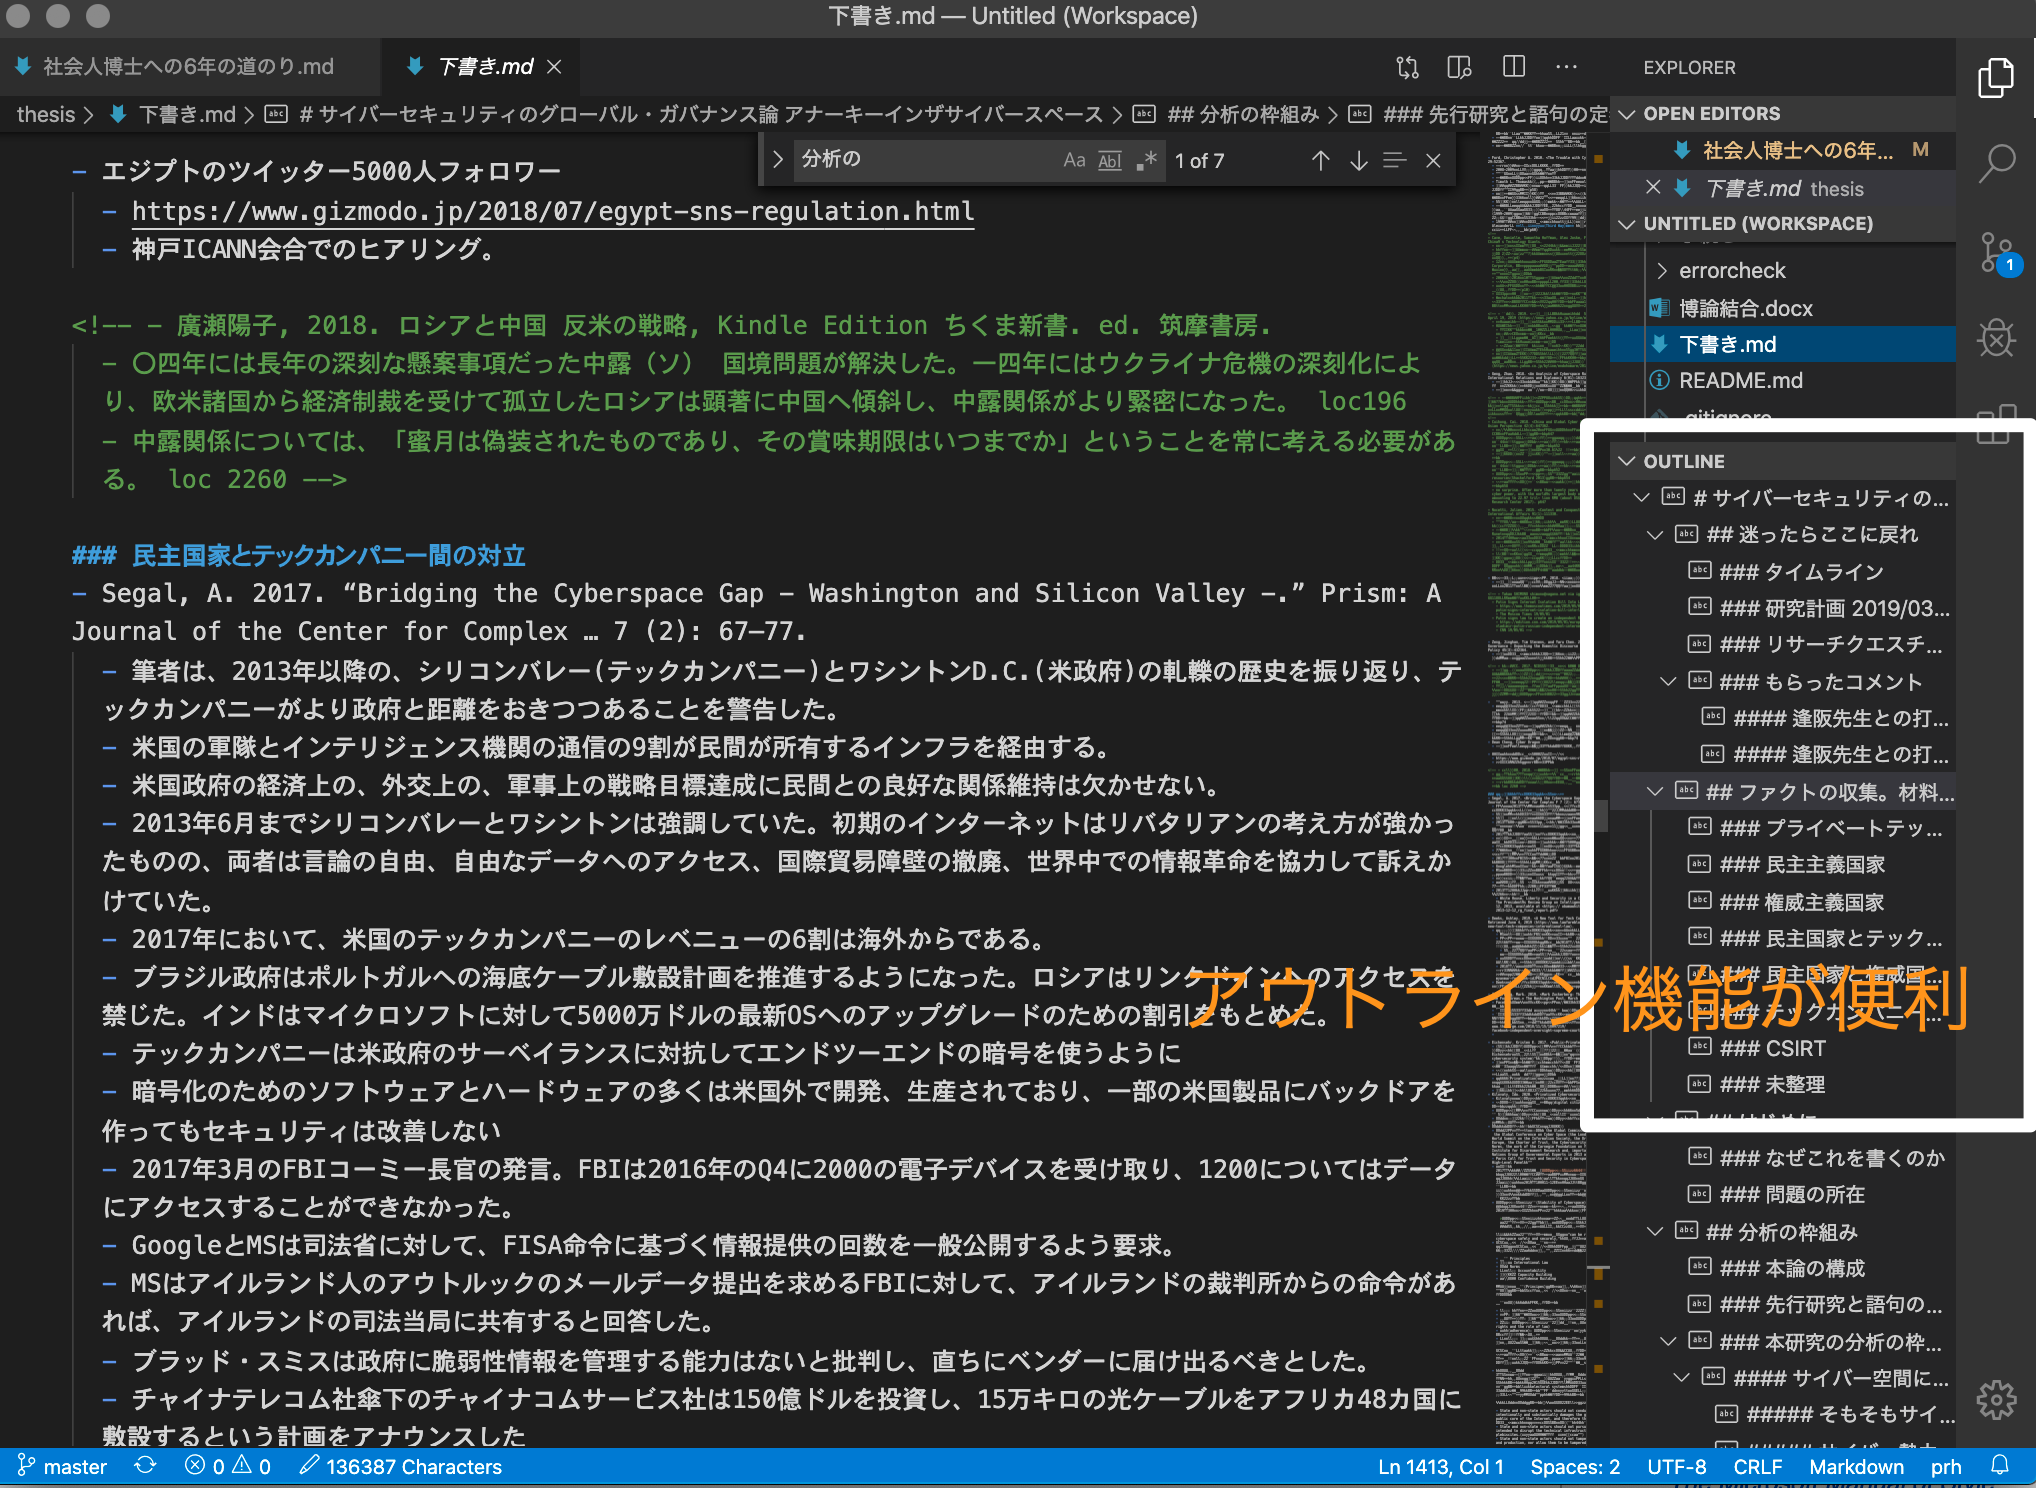 下書き.md — Untitled (Workspace)
社会人博士への6年の道のり.md
下書き.md
thesis > 下書き.md > # サイバーセキュリティのグローバル・ガバナンス論 アナーキーインザサイバースペース > ## 分析の枠組み > ### 先行研究と語句の定
分析の
Aa Abl .* 1 of 7
- エジプトのツイッター5000人フォロワー
- https://www.gizmodo.jp/2018/07/egypt-sns-regulation.html
- 神戸ICANN会合でのヒアリング。
<!-- - 廣瀬陽子, 2018. ロシアと中国 反米の戦略, Kindle Edition ちくま新書. ed. 筑摩書房.
- 〇四年には長年の深刻な懸案事項だった中露（ソ） 国境問題が解決した。一四年にはウクライナ危機の深刻化によ
り、欧米諸国から経済制裁を受けて孤立したロシアは顕著に中国へ傾斜し、中露関係がより緊密になった。 loc196
- 中露関係については、「蜜月は偽装されたものであり、その賞味期限はいつまでか」ということを常に考える必要があ
る。 loc 2260 -->
### 民主国家とテックカンパニー間の対立
- Segal, A. 2017. “Bridging the Cyberspace Gap - Washington and Silicon Valley -.” Prism: A
Journal of the Center for Complex … 7 (2): 67–77.
- 筆者は、2013年以降の、シリコンバレー(テックカンパニー)とワシントンD.C.(米政府)の軋轢の歴史を振り返り、テ
ックカンパニーがより政府と距離をおきつつあることを警告した。
- 米国の軍隊とインテリジェンス機関の通信の9割が民間が所有するインフラを経由する。
- 米国政府の経済上の、外交上の、軍事上の戦略目標達成に民間との良好な関係維持は欠かせない。
- 2013年6月までシリコンバレーとワシントンは強調していた。初期のインターネットはリバタリアンの考え方が強かっ
たものの、両者は言論の自由、自由なデータへのアクセス、国際貿易障壁の撤廃、世界中での情報革命を協力して訴えか
けていた。
- 2017年において、米国のテックカンパニーのレベニューの6割は海外からである。
- ブラジル政府はポルトガルへの海底ケーブル敷設計画を推進するようになった。ロシアはリンクドインへのアクセスを
禁じた。インドはマイクロソフトに対して5000万ドルの最新OSへのアップグレードのための割引をもとめた。
- テックカンパニーは米政府のサーベイランスに対抗してエンドツーエンドの暗号を使うように
- 暗号化のためのソフトウェアとハードウェアの多くは米国外で開発、生産されており、一部の米国製品にバックドアを
作ってもセキュリティは改善しない
- 2017年3月のFBIコーミー長官の発言。FBIは2016年のQ4に2000の電子デバイスを受け取り、1200についてはデータ
にアクセスすることができなかった。
- GoogleとMSは司法省に対して、FISA命令に基づく情報提供の回数を一般公開するよう要求。
- MSはアイルランド人のアウトルックのメールデータ提出を求めるFBIに対して、アイルランドの裁判所からの命令があ
れば、アイルランドの司法当局に共有すると回答した。
- ブラッド・スミスは政府に脆弱性情報を管理する能力はないと批判し、直ちにベンダーに届け出るべきとした。
- チャイナテレコム社傘下のチャイナコムサービス社は150億ドルを投資し、15万キロの光ケーブルをアフリカ48カ国に
敷設するという計画をアナウンスした
アウトライン機能が便利
EXPLORER
OPEN EDITORS
社会人博士への6年... M
下書き.md thesis
UNTITLED (WORKSPACE)
errorcheck
博論結合.docx
下書き.md
README.md
.gitignore
1
OUTLINE
# サイバーセキュリティの...
## 迷ったらここに戻れ
### タイムライン
### 研究計画 2019/03...
### リサーチクエスチ...
### もらったコメント
#### 逢阪先生との打...
#### 逢阪先生との打...
## ファクトの収集。材料...
### プライベートテッ...
### 民主主義国家
### 権威主義国家
### 民主国家とテック...
### 民主国家と権威国...
### テックカンパニー...
### CSIRT
### 未整理
## はじめに
### なぜこれを書くのか
### 問題の所在
## 分析の枠組み
### 本論の構成
### 先行研究と語句の...
### 本研究の分析の枠...
#### サイバー空間に...
##### そもそもサイ...
master 0 0 136387 Characters
Ln 1413, Col 1 Spaces: 2 UTF-8 CRLF Markdown prh